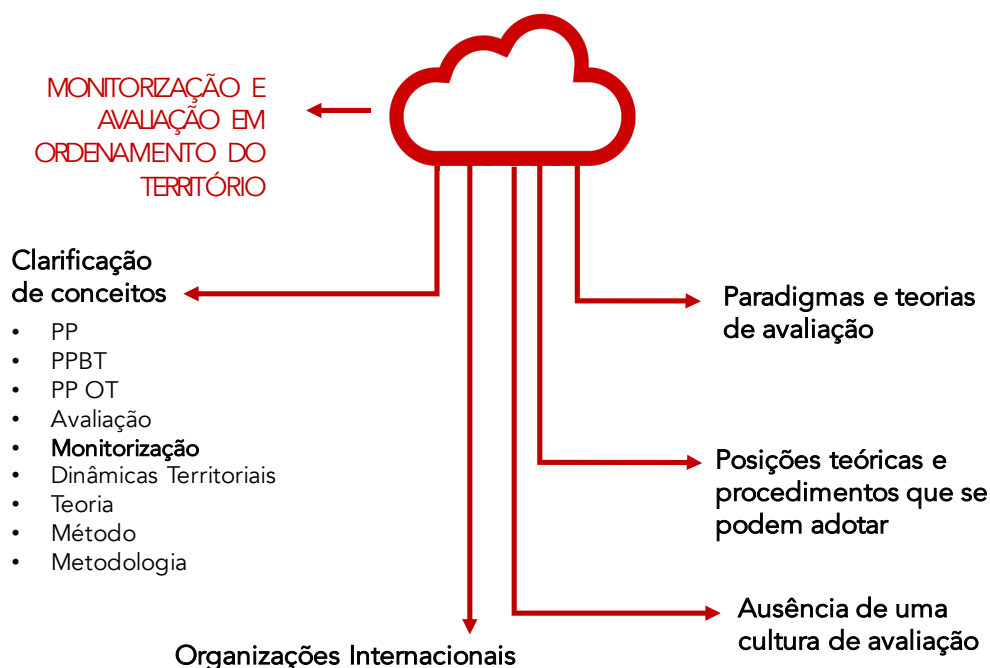 MONITORIZAÇÃO E
AVALIAÇÃO EM
ORDENAMENTO DO
TERRITÓRIO
Clarificação
de conceitos
• PP
• PPBT
• PP OT
• Avaliação
• Monitorização
• Dinâmicas Territoriais
• Teoria
• Método
• Metodologia
Organizações Internacionais
Paradigmas e teorias
de avaliação
Posições teóricas e
procedimentos que se
podem adotar
Ausência de uma
cultura de avaliação